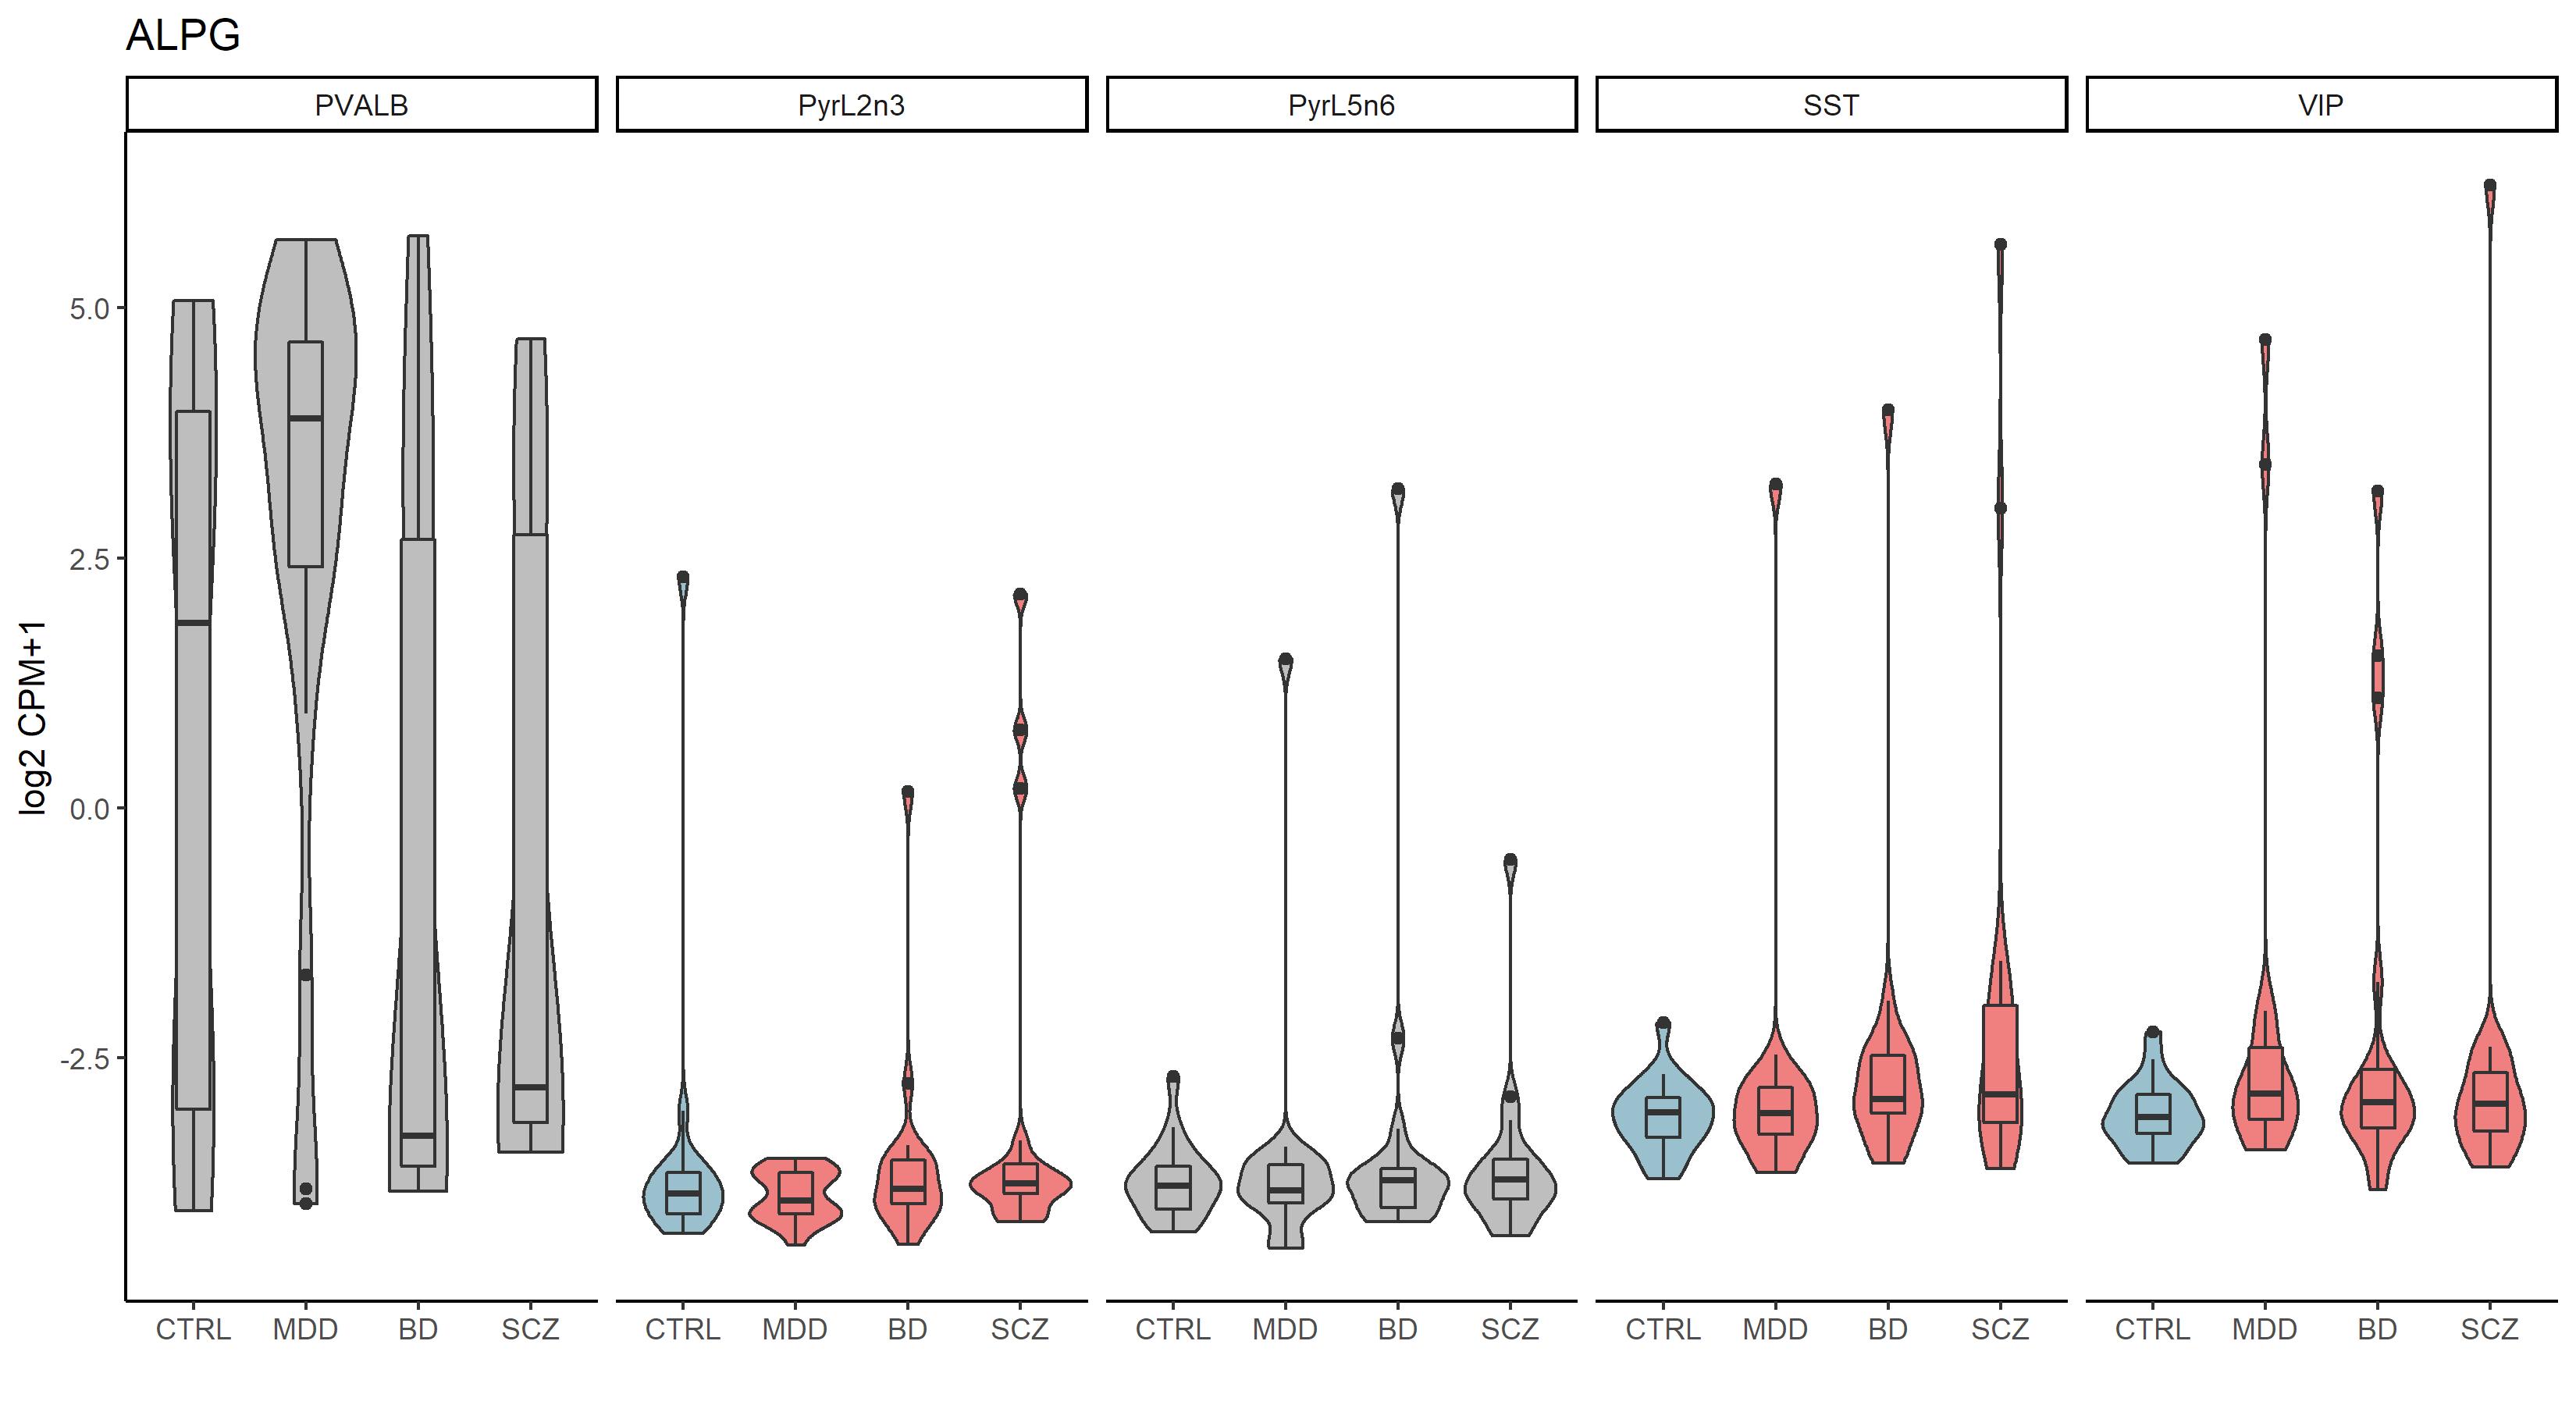 ALPG
PVALB PyrL2n3 PyrL5n6 SST VIP
log2 CPM+1
5.0
2.5
0.0
-2.5
CTRL MDD BD SCZ CTRL MDD BD SCZ CTRL MDD BD SCZ CTRL MDD BD SCZ CTRL MDD BD SCZ